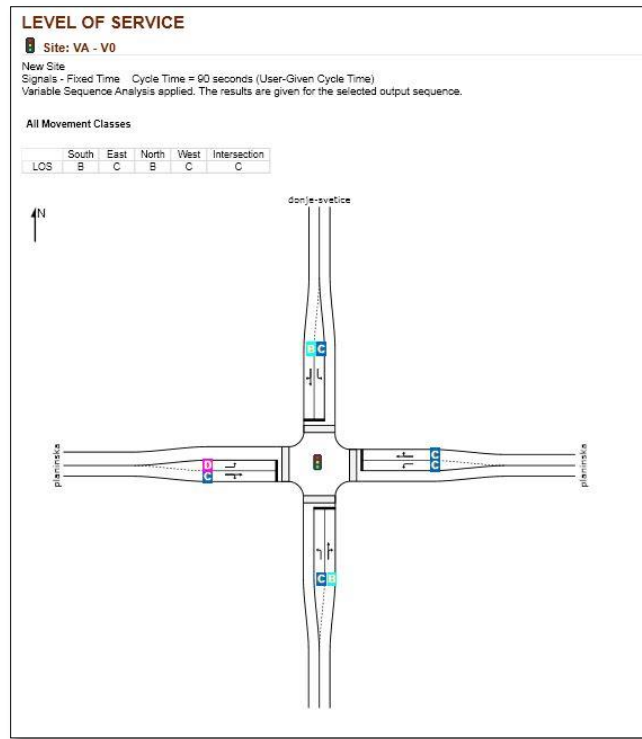 LEVEL OF SERVICE
Site: VA - V0
New Site
Signals - Fixed Time Cycle Time = 90 seconds (User-Given Cycle Time)
Variable Sequence Analysis applied. The results are given for the selected output sequence.
All Movement Classes
South East North West Intersection
LOS B C B C C
donje-svetice
N
B C
planinska
D
C
C
C
planinska
C B